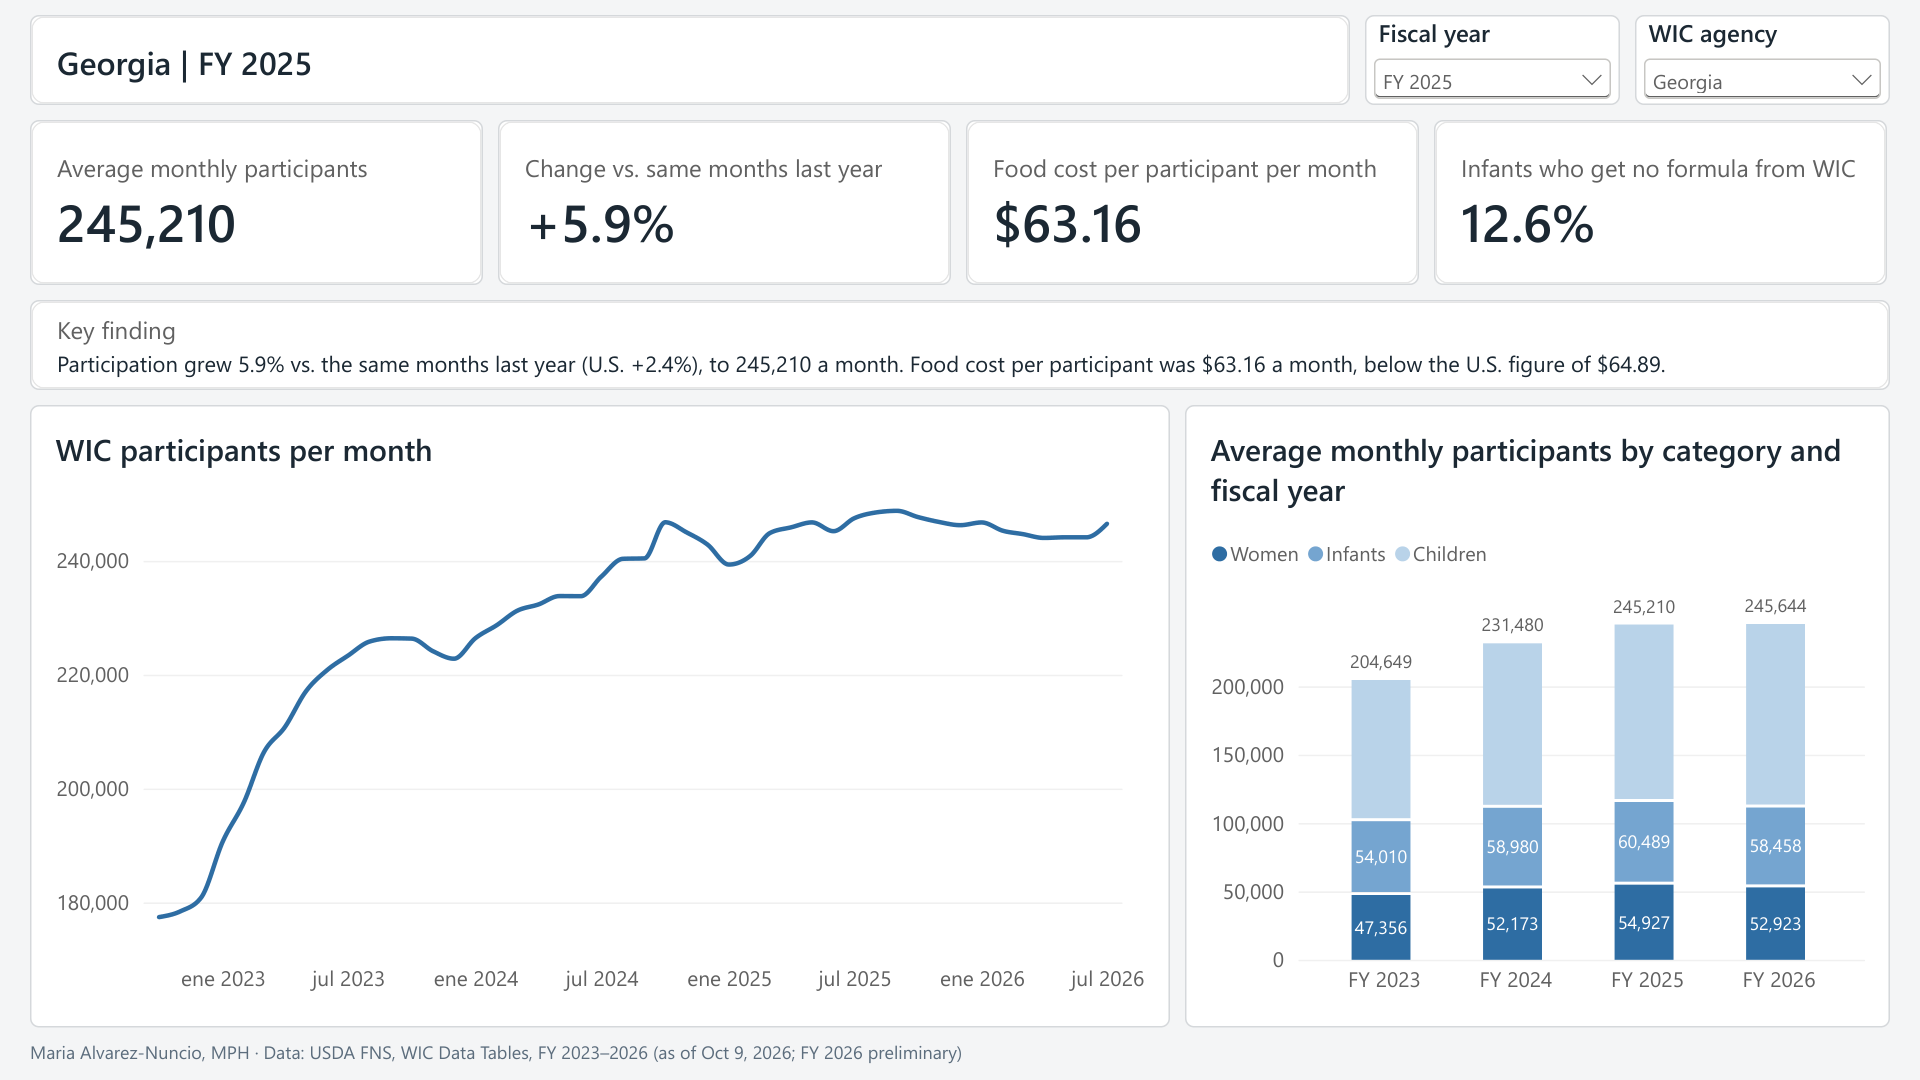 Georgia | FY 2025
Fiscal year
FY 2025
WIC agency
Georgia
Average monthly participants
245,210
Change vs. same months last year
+5.9%
Food cost per participant per month
$63.16
Infants who get no formula from WIC
12.6%
Key finding
Participation grew 5.9% vs. the same months last year (U.S. +2.4%), to 245,210 a month. Food cost per participant was $63.16 a month, below the U.S. figure of $64.89.
WIC participants per month
240,000
220,000
200,000
180,000
ene 2023 jul 2023 ene 2024 jul 2024 ene 2025 jul 2025 ene 2026 jul 2026
Average monthly participants by category and
fiscal year
Women Infants Children
204,649 231,480 245,210 245,644
200,000
150,000
100,000
50,000
0
54,010 58,980 60,489 58,458
47,356 52,173 54,927 52,923
FY 2023 FY 2024 FY 2025 FY 2026
Maria Alvarez-Nuncio, MPH · Data: USDA FNS, WIC Data Tables, FY 2023–2026 (as of Oct 9, 2026; FY 2026 preliminary)